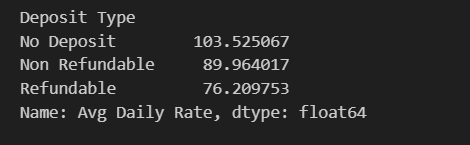 Deposit Type
No Deposit 103.525067
Non Refundable 89.964017
Refundable 76.209753
Name: Avg Daily Rate, dtype: float64